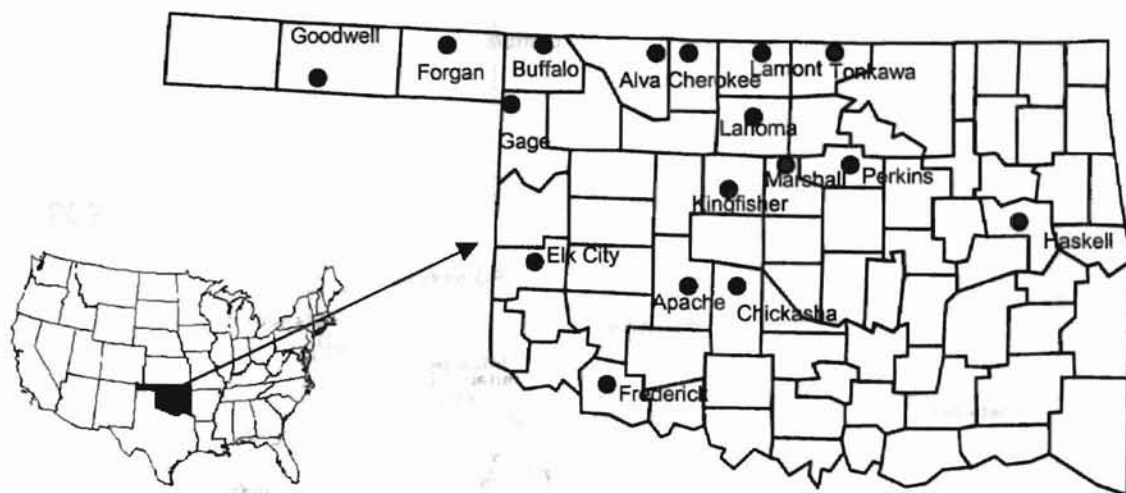 Goodwell
Forgan
Buffalo
Alva
Cherokee
Lamont
Tonkawa
Gage
Lahoma
Marshall
Perkins
Kingfisher
Haskell
Elk City
Apache
Chickasha
Frederick